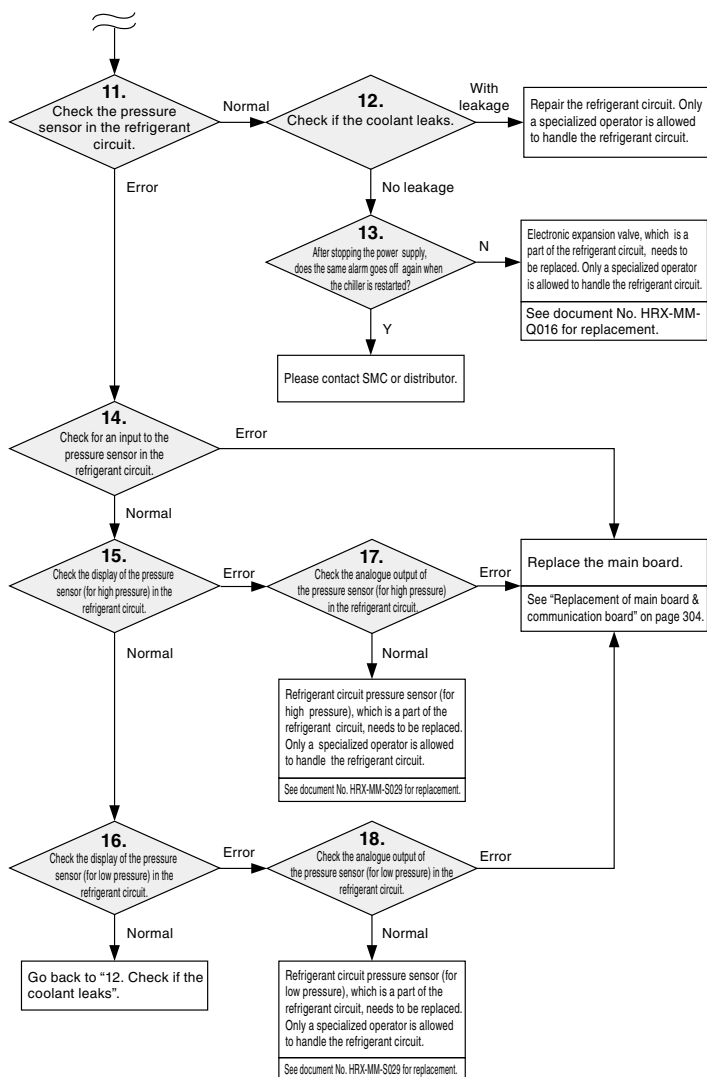 11.
Check the pressure
sensor in the refrigerant
circuit.
Normal
Error
12.
Check if the coolant leaks.
With
leakage
No leakage
Repair the refrigerant circuit. Only
a specialized operator is allowed
to handle the refrigerant circuit.
13.
After stopping the power supply,
does the same alarm goes off again when
the chiller is restarted?
N
Y
Electronic expansion valve, which is a
part of the refrigerant circuit, needs to
be replaced. Only a specialized operator
is allowed to handle the refrigerant circuit.
See document No. HRX-MM-
Q016 for replacement.
Please contact SMC or distributor.
14.
Check for an input to the
pressure sensor in the
refrigerant circuit.
Error
Normal
15.
Check the display of the pressure
sensor (for high pressure) in the
refrigerant circuit.
Error
Normal
17.
Check the analogue output of
the pressure sensor (for high pressure)
in the refrigerant circuit.
Error
Normal
Replace the main board.
See “Replacement of main board &
communication board” on page 304.
Refrigerant circuit pressure sensor (for
high pressure), which is a part of the
refrigerant circuit, needs to be replaced.
Only a specialized operator is allowed
to handle the refrigerant circuit.
See document No. HRX-MM-S029 for replacement.
16.
Check the display of the pressure
sensor (for low pressure) in the
refrigerant circuit.
Error
Normal
18.
Check the analogue output of
the pressure sensor (for low pressure) in the
refrigerant circuit.
Error
Normal
Go back to “12. Check if the
coolant leaks”.
Refrigerant circuit pressure sensor (for
low pressure), which is a part of the
refrigerant circuit, needs to be replaced.
Only a specialized operator is allowed
to handle the refrigerant circuit.
See document No. HRX-MM-S029 for replacement.